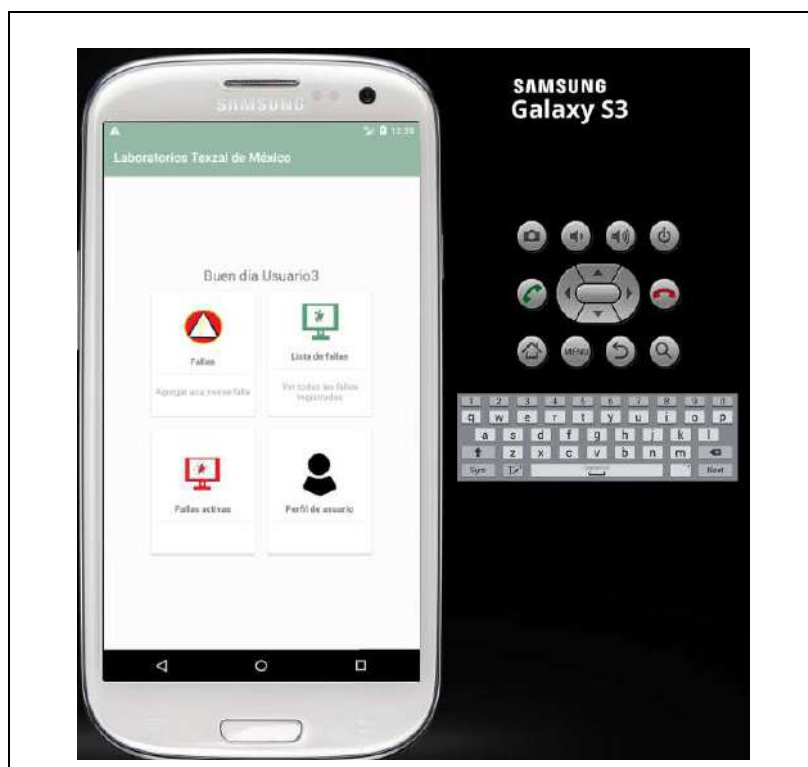 SAMSUNG
Galaxy S3
SAMSUNG
12:30
Laboratorios Texzal de México
Buen día Usuario3
Fallas
Agregar una nueva falla
Lista de fallas
Ver todas las fallas
registradas
Fallas activas
Perfil de usuario
MENU
1 2 3 4 5 6 7 8 9 0
q w e r t y u i o p
a s d f g h j k l
z x c v b n m
Sym
Next